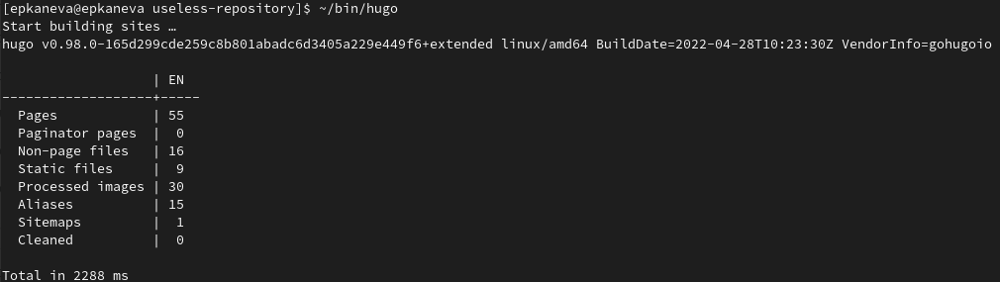 [epkaneva@epkaneva useless-repository]$ ~/bin/hugo
Start building sites …
hugo v0.98.0-165d299cde259c8b801abadc6d3405a229e449f6+extended linux/amd64 BuildDate=2022-04-28T10:23:30Z VendorInfo=gohugoio
                   | EN
-------------------+-----
  Pages            | 55
  Paginator pages  |  0
  Non-page files   | 16
  Static files     |  9
  Processed images | 30
  Aliases          | 15
  Sitemaps         |  1
  Cleaned          |  0
Total in 2288 ms